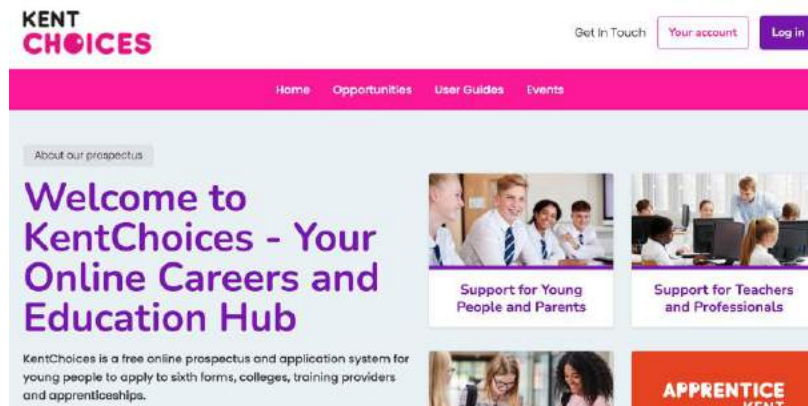 KENT
CHOICES
Get In Touch
Your account
Log in
Home Opportunities User Guides Events
About our prospectus
Welcome to
KentChoices - Your
Online Careers and
Education Hub
KentChoices is a free online prospectus and application system for
young people to apply to sixth forms, colleges, training providers
and apprenticeships.
Support for Young
People and Parents
Support for Teachers
and Professionals
APPRENTICE
KENT